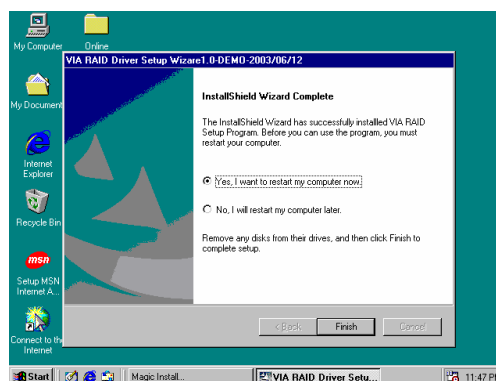 My Computer
Online
VIA RAID Driver Setup Wizare1.0-DEMO-2003/06/12
My Document
InstallShield Wizard Complete
The InstallShield Wizard has successfully installled VIA RAID
Setup Program. Before you can use the program, you must
restart your computer.
Internet
Explorer
Yes, I want to restart my computer now.
Recycle Bin
No, I will restart my computer later.
Remove any disks from their drives, and then click Finish to
complete setup.
msn
Setup MSN
Internet A...
< Back
Finish
Cancel
Connect to the
Internet
Start
Magic Install...
VIA RAID Driver Setu...
11:47 P